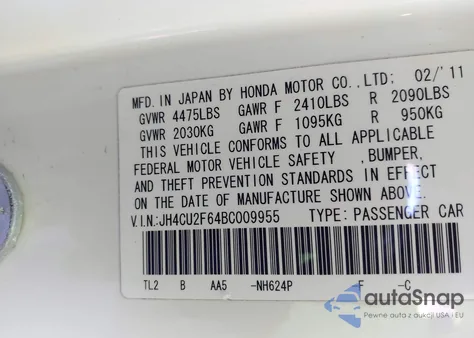 MFD. IN JAPAN BY HONDA MOTOR CO., LTD: 02/'11
GVWR 4475LBS GAWR F 2410LBS R 2090LBS
GVWR 2030KG GAWR F 1095KG R 950KG
THIS VEHICLE CONFORMS TO ALL APPLICABLE
FEDERAL MOTOR VEHICLE SAFETY ,BUMPER,
AND THEFT PREVENTION STANDARDS IN EFFECT
ON THE DATE OF MANUFACTURE SHOWN ABOVE.
V.I.N: JH4CU2F64BC009955 TYPE: PASSENGER CAR
TL2 B AA5 -NH624P F -C
autoSnap
Pewne auta z aukcji USA i EU